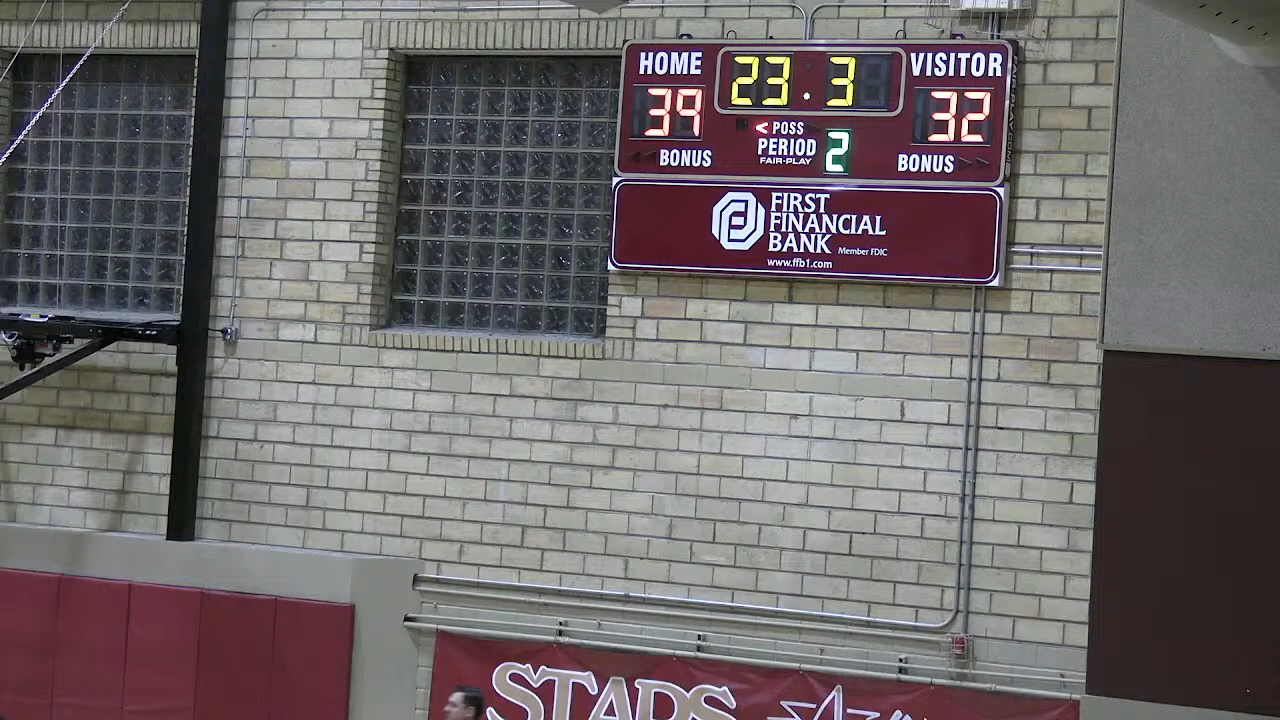 HOME 23.3 VISITOR
39 32
< POSS
PERIOD 2
FAIR-PLAY
BONUS BONUS
FIRST
FINANCIAL
BANK Member FDIC
www.ffb1.com